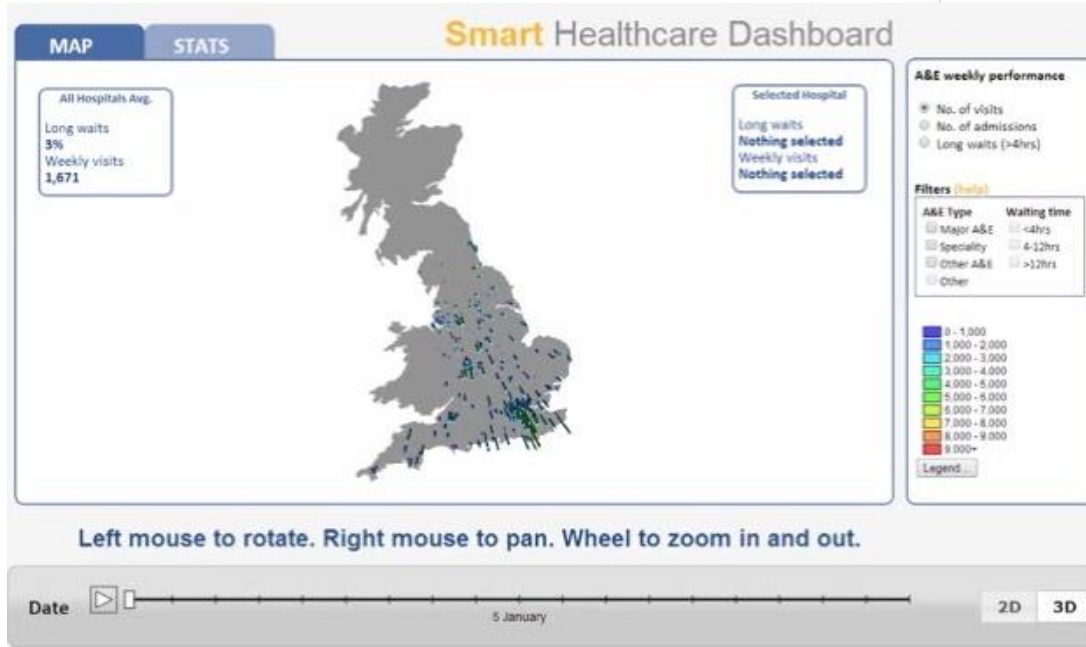 Smart Healthcare Dashboard
MAP
STATS
All Hospitals Avg.
Long waits
3%
Weekly visits
1,671
Selected Hospital
Long waits
Nothing selected
Weekly visits
Nothing selected
A&E weekly performance
No. of visits
No. of admissions
Long waits (>4hrs)
Filters (help)
A&E Type
Major A&E
Speciality
Other A&E
Other
Waiting time
<4hrs
4-12hrs
>12hrs
0 - 1,000
1,000 - 2,000
2,000 - 3,000
3,000 - 4,000
4,000 - 5,000
5,000 - 6,000
6,000 - 7,000
7,000 - 8,000
8,000 - 9,000
9,000+
Legend...
Left mouse to rotate. Right mouse to pan. Wheel to zoom in and out.
Date
5 January
2D
3D